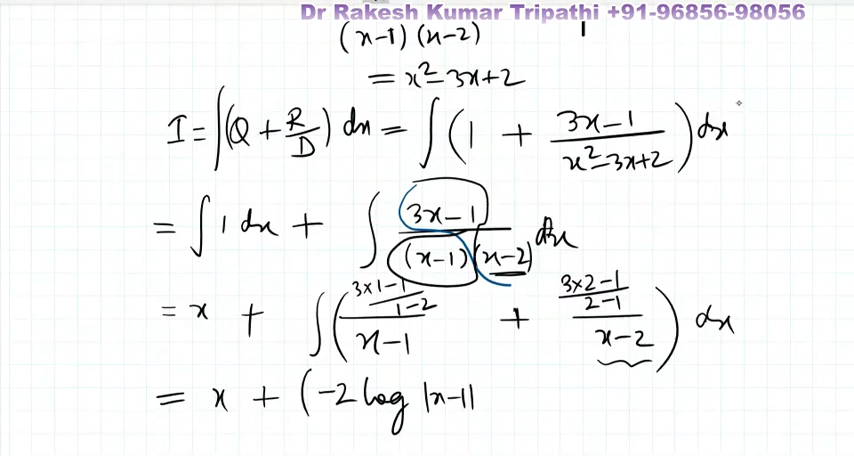 Dr Rakesh Kumar Tripathi +91-96856-98056
(x-1) (x-2)
= x² - 3x + 2
I = ∫(Q + R/D) dx = ∫(1 + (3x-1)/(x²-3x+2)) dx
= ∫ 1 dx + ∫ (3x-1)/((x-1)(x-2)) dx
= x + ∫( ((3×1-1)/(1-2))/(x-1) + ((3×2-1)/(2-1))/(x-2) ) dx
= x + (-2 log |x-1|